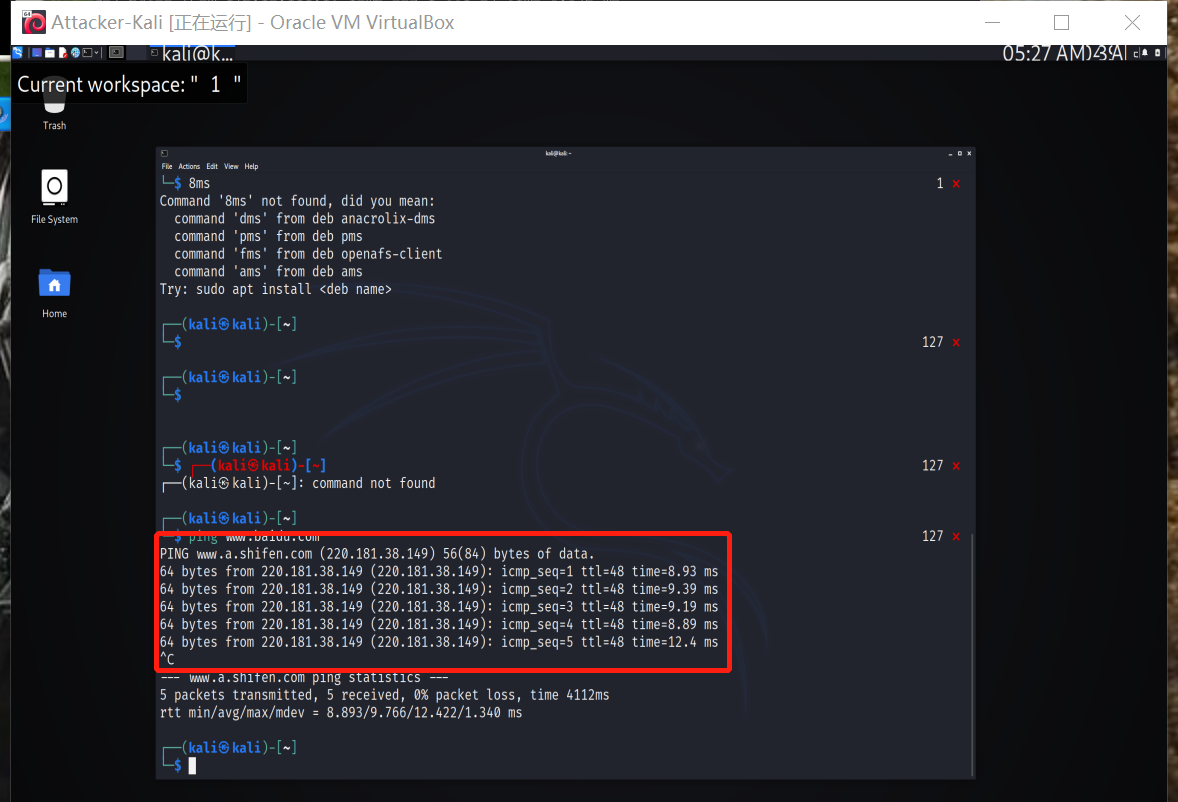 Attacker-Kali [正在运行] - Oracle VM VirtualBox
kali@k...
05:27 AM
Current workspace: " 1 "
Trash
File System
Home
kali@kali: ~
File Actions Edit View Help
└─$ 8ms 1 ⨯
Command '8ms' not found, did you mean:
command 'dms' from deb anacrolix-dms
command 'pms' from deb pms
command 'fms' from deb openafs-client
command 'ams' from deb ams
Try: sudo apt install <deb name>
┌──(kali㉿kali)-[~]
└─$ 127 ⨯
┌──(kali㉿kali)-[~]
└─$
┌──(kali㉿kali)-[~]
└─$ ┌──(kali㉿kali)-[~] 127 ⨯
┌──(kali㉿kali)-[~]: command not found
┌──(kali㉿kali)-[~]
└─$ ping www.baidu.com 127 ⨯
PING www.a.shifen.com (220.181.38.149) 56(84) bytes of data.
64 bytes from 220.181.38.149 (220.181.38.149): icmp_seq=1 ttl=48 time=8.93 ms
64 bytes from 220.181.38.149 (220.181.38.149): icmp_seq=2 ttl=48 time=9.39 ms
64 bytes from 220.181.38.149 (220.181.38.149): icmp_seq=3 ttl=48 time=9.19 ms
64 bytes from 220.181.38.149 (220.181.38.149): icmp_seq=4 ttl=48 time=8.89 ms
64 bytes from 220.181.38.149 (220.181.38.149): icmp_seq=5 ttl=48 time=12.4 ms
^C
--- www.a.shifen.com ping statistics ---
5 packets transmitted, 5 received, 0% packet loss, time 4112ms
rtt min/avg/max/mdev = 8.893/9.766/12.422/1.340 ms
┌──(kali㉿kali)-[~]
└─$